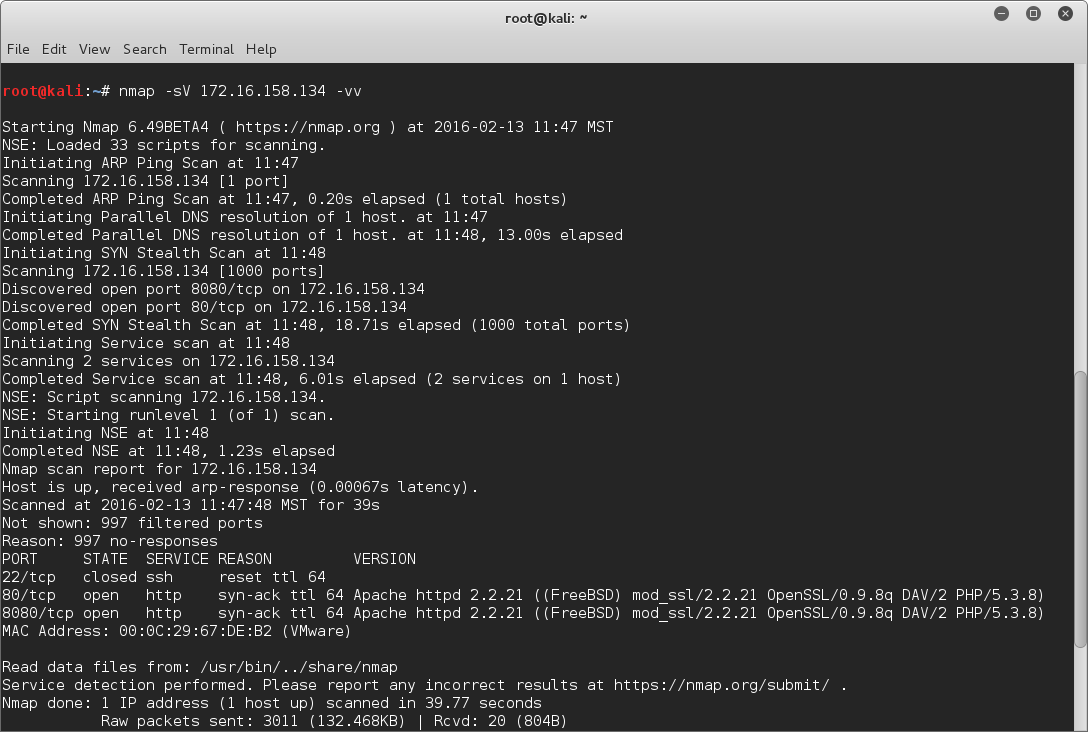 root@kali: ~
File Edit View Search Terminal Help
root@kali:~# nmap -sV 172.16.158.134 -vv
Starting Nmap 6.49BETA4 ( https://nmap.org ) at 2016-02-13 11:47 MST
NSE: Loaded 33 scripts for scanning.
Initiating ARP Ping Scan at 11:47
Scanning 172.16.158.134 [1 port]
Completed ARP Ping Scan at 11:47, 0.20s elapsed (1 total hosts)
Initiating Parallel DNS resolution of 1 host. at 11:47
Completed Parallel DNS resolution of 1 host. at 11:48, 13.00s elapsed
Initiating SYN Stealth Scan at 11:48
Scanning 172.16.158.134 [1000 ports]
Discovered open port 8080/tcp on 172.16.158.134
Discovered open port 80/tcp on 172.16.158.134
Completed SYN Stealth Scan at 11:48, 18.71s elapsed (1000 total ports)
Initiating Service scan at 11:48
Scanning 2 services on 172.16.158.134
Completed Service scan at 11:48, 6.01s elapsed (2 services on 1 host)
NSE: Script scanning 172.16.158.134.
NSE: Starting runlevel 1 (of 1) scan.
Initiating NSE at 11:48
Completed NSE at 11:48, 1.23s elapsed
Nmap scan report for 172.16.158.134
Host is up, received arp-response (0.00067s latency).
Scanned at 2016-02-13 11:47:48 MST for 39s
Not shown: 997 filtered ports
Reason: 997 no-responses
PORT     STATE  SERVICE REASON         VERSION
22/tcp   closed ssh     reset ttl 64
80/tcp   open   http    syn-ack ttl 64 Apache httpd 2.2.21 ((FreeBSD) mod_ssl/2.2.21 OpenSSL/0.9.8q DAV/2 PHP/5.3.8)
8080/tcp open   http    syn-ack ttl 64 Apache httpd 2.2.21 ((FreeBSD) mod_ssl/2.2.21 OpenSSL/0.9.8q DAV/2 PHP/5.3.8)
MAC Address: 00:0C:29:67:DE:B2 (VMware)
Read data files from: /usr/bin/../share/nmap
Service detection performed. Please report any incorrect results at https://nmap.org/submit/ .
Nmap done: 1 IP address (1 host up) scanned in 39.77 seconds
           Raw packets sent: 3011 (132.468KB) | Rcvd: 20 (804B)